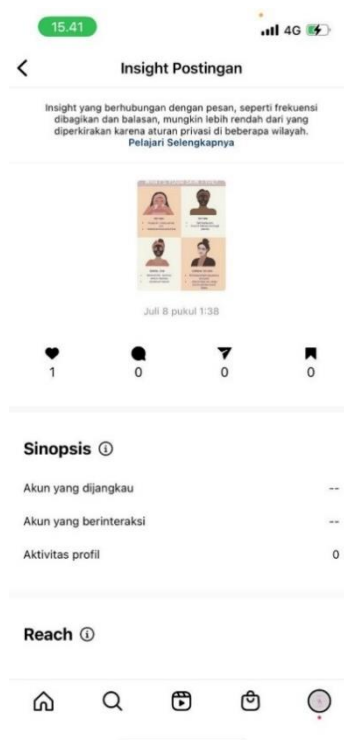 15.41
4G
Insight Postingan
Insight yang berhubungan dengan pesan, seperti frekuensi
dibagikan dan balasan, mungkin lebih rendah dari yang
diperkirakan karena aturan privasi di beberapa wilayah.
Pelajari Selengkapnya
Juli 8 pukul 1:38
1 0 0 0
Sinopsis
Akun yang dijangkau --
Akun yang berinteraksi --
Aktivitas profil 0
Reach